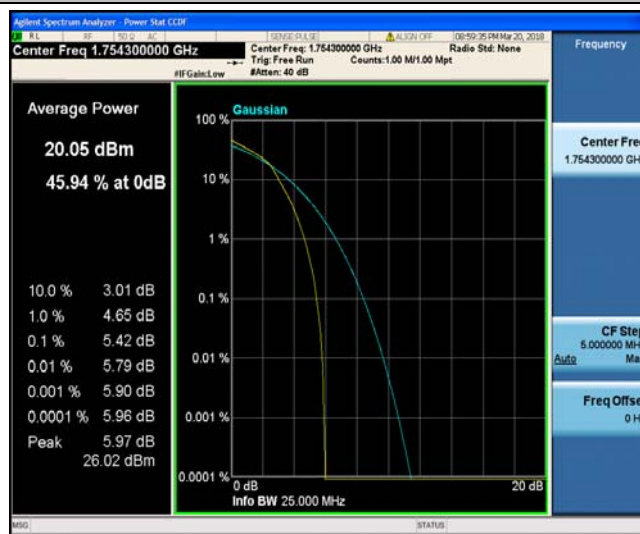 Agilent Spectrum Analyzer - Power Stat CCDF
RL RF 50 Ω AC SENSE:PULSE ALIGN OFF 08:59:35 PM Mar 20, 2018
Center Freq 1.754300000 GHz
Center Freq: 1.754300000 GHz Radio Std: None
Trig: Free Run Counts:1.00 M/1.00 Mpt
#IFGain:Low #Atten: 40 dB
Frequency
Average Power
20.05 dBm
45.94 % at 0dB
10.0 % 3.01 dB
1.0 % 4.65 dB
0.1 % 5.42 dB
0.01 % 5.79 dB
0.001 % 5.90 dB
0.0001 % 5.96 dB
Peak 5.97 dB
26.02 dBm
Gaussian
100 %
10 %
1 %
0.1 %
0.01 %
0.001 %
0.0001 %
0 dB 20 dB
Info BW 25.000 MHz
Center Fre
1.754300000 GH
CF Step
5.000000 MH
Auto Ma
Freq Offse
0 H
MSG STATUS